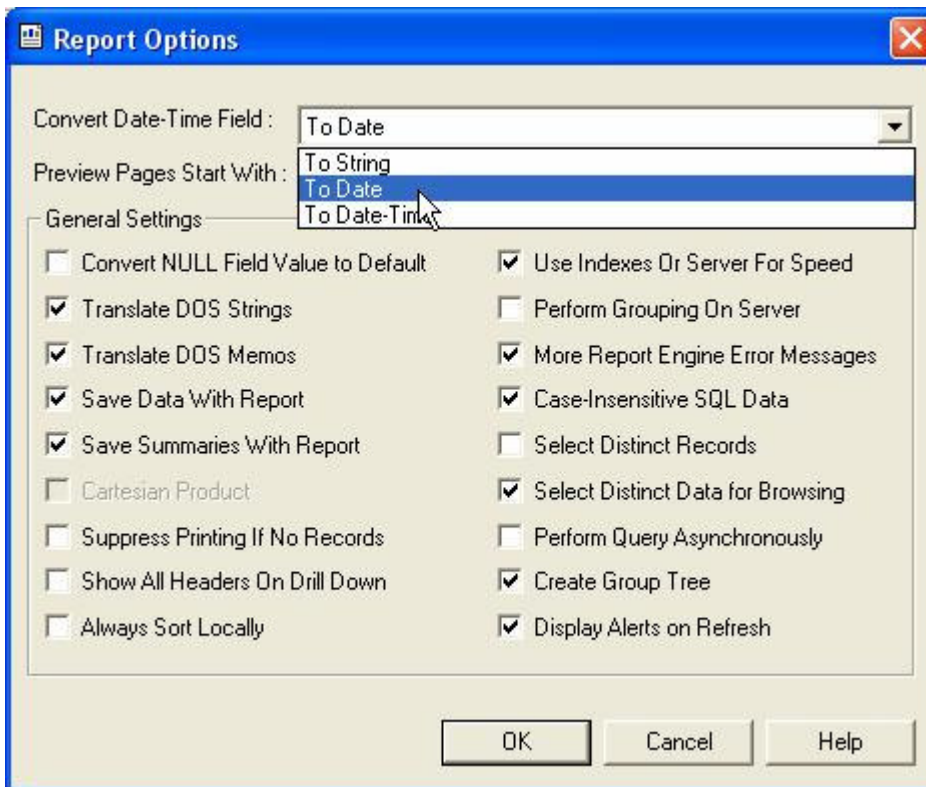 Report Options
Convert Date-Time Field :
To Date
Preview Pages Start With :
To String
To Date
To Date-Time
General Settings
Convert NULL Field Value to Default
Use Indexes Or Server For Speed
Translate DOS Strings
Perform Grouping On Server
Translate DOS Memos
More Report Engine Error Messages
Save Data With Report
Case-Insensitive SQL Data
Save Summaries With Report
Select Distinct Records
Cartesian Product
Select Distinct Data for Browsing
Suppress Printing If No Records
Perform Query Asynchronously
Show All Headers On Drill Down
Create Group Tree
Always Sort Locally
Display Alerts on Refresh
OK
Cancel
Help